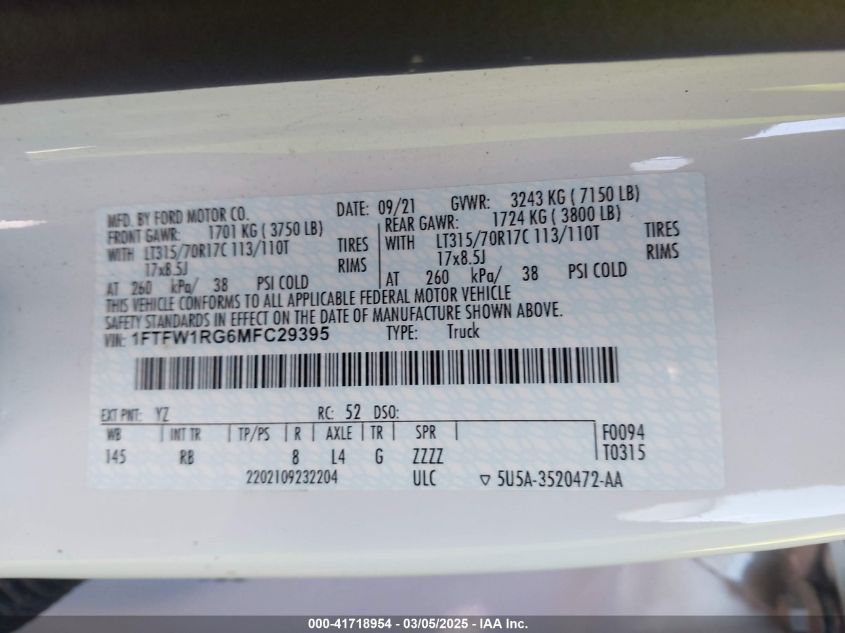 MFD. BY FORD MOTOR CO. DATE: 09/21 GVWR: 3243 KG ( 7150 LB)
FRONT GAWR: 1701 KG ( 3750 LB) REAR GAWR: 1724 KG ( 3800 LB)
WITH LT315/70R17C 113/110T TIRES WITH LT315/70R17C 113/110T TIRES
17x8.5J RIMS 17x8.5J RIMS
AT 260 kPa/ 38 PSI COLD AT 260 kPa/ 38 PSI COLD
THIS VEHICLE CONFORMS TO ALL APPLICABLE FEDERAL MOTOR VEHICLE
SAFETY STANDARDS IN EFFECT ON THE DATE OF MANUFACTURE SHOWN ABOVE.
VIN: 1FTFW1RG6MFC29395 TYPE: Truck
EXT PNT: YZ RC: 52 DSO:
WB INT TR TP/PS R AXLE TR SPR F0094
145 RB 8 L4 G ZZZZ T0315
2202109232204 ULC ▽ 5U5A-3520472-AA
000-41718954 - 03/05/2025 - IAA Inc.